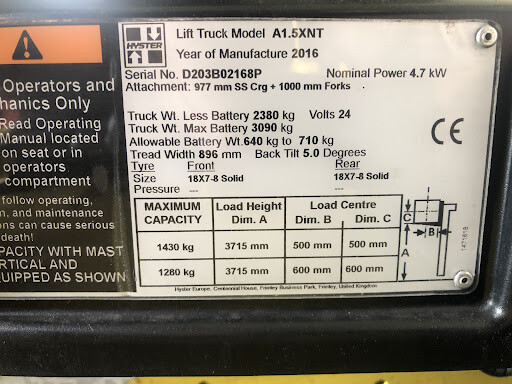 Operators and
hanics Only
Read Operating
Manual located
on seat or in
operators
compartment
follow operating,
n, and maintenance
ons can cause serious
death!
PACITY WITH MAST
RTICAL AND
UIPPED AS SHOWN
HYSTER
Lift Truck Model A1.5XNT
Year of Manufacture 2016
Serial No. D203B02168P Nominal Power 4.7 kW
Attachment: 977 mm SS Crg + 1000 mm Forks
Truck Wt. Less Battery 2380 kg Volts 24
Truck Wt. Max Battery 3090 kg
Allowable Battery Wt. 640 kg to 710 kg
Tread Width 896 mm Back Tilt 5.0 Degrees
Tyre Front Rear
Size 18X7-8 Solid 18X7-8 Solid
Pressure --- ---
CE
MAXIMUM CAPACITY Load Height Dim. A Load Centre Dim. B Dim. C
1430 kg 3715 mm 500 mm 500 mm
1280 kg 3715 mm 600 mm 600 mm
C
B
A
1471618
Hyster Europe, Centennial House, Frimley Business Park, Frimley, United Kingdom